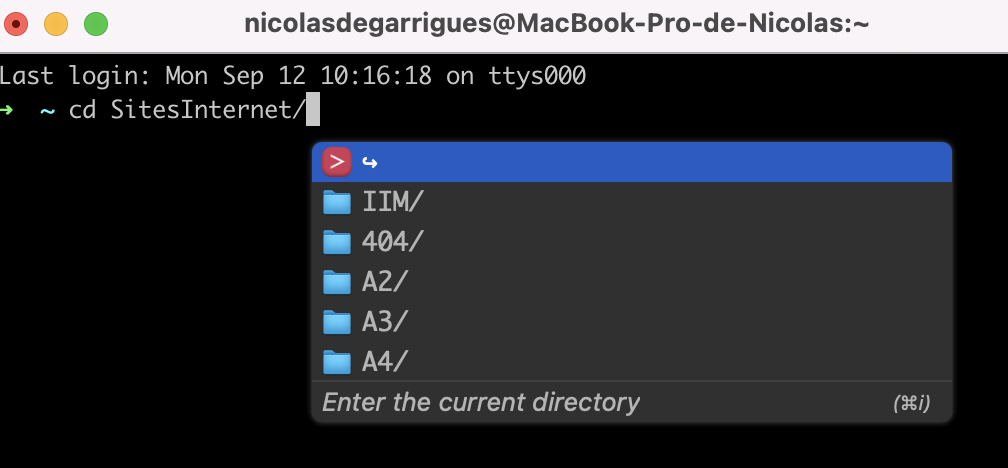 nicolasdegarrigues@MacBook-Pro-de-Nicolas:~
Last login: Mon Sep 12 10:16:18 on ttys000
➜ ~ cd SitesInternet/
> ↪
IIM/
404/
A2/
A3/
A4/
Enter the current directory (⌘i)